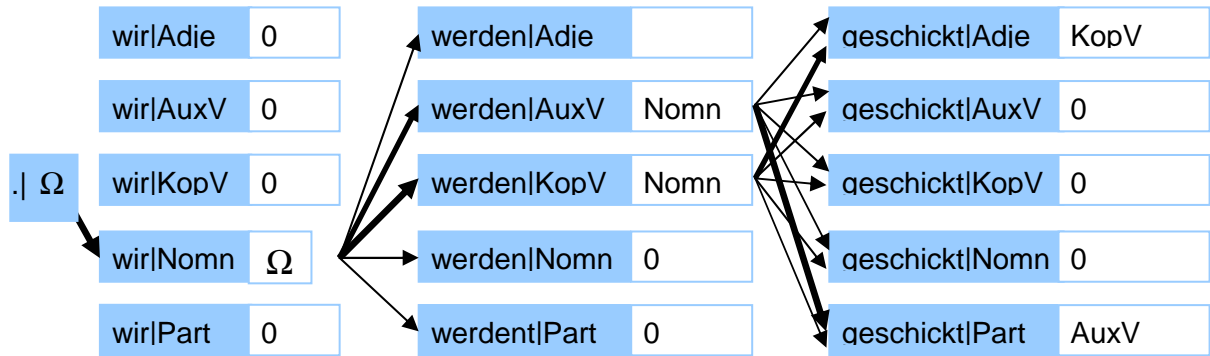 wir|Adje 0 werden|Adje geschickt|Adje KopV
wir|AuxV 0 werden|AuxV Nomn geschickt|AuxV 0
.| Ω wir|KopV 0 werden|KopV Nomn geschickt|KopV 0
wir|Nomn Ω werden|Nomn 0 geschickt|Nomn 0
wir|Part 0 werdent|Part 0 geschickt|Part AuxV